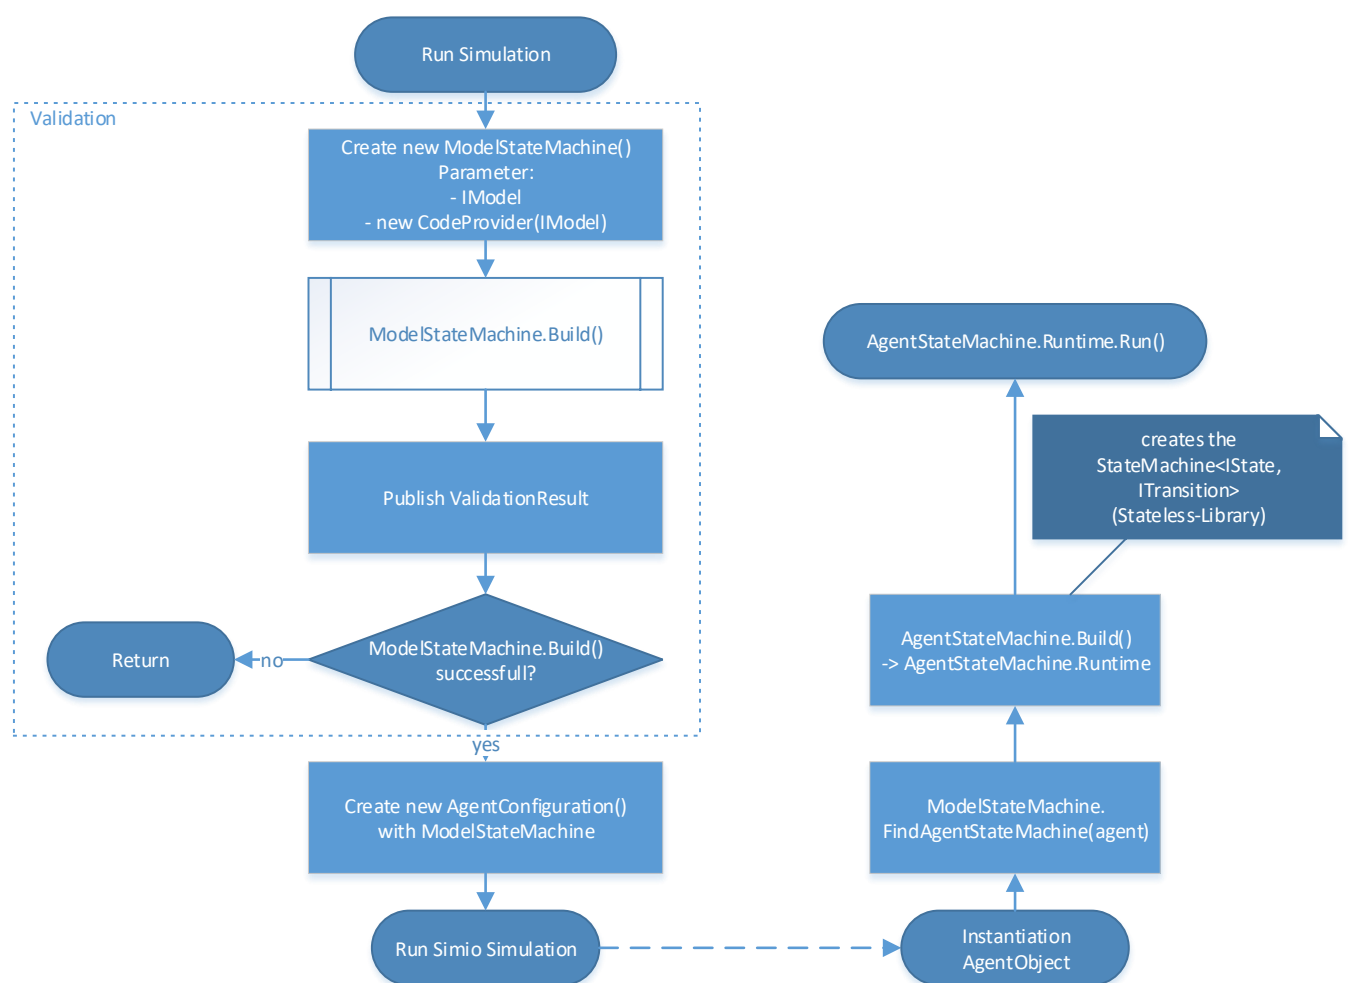 Run Simulation
Validation
Create new ModelStateMachine()
Parameter:
- IModel
- new CodeProvider(IModel)
ModelStateMachine.Build()
Publish ValidationResult
ModelStateMachine.Build()
successfull?
no
Return
yes
Create new AgentConfiguration()
with ModelStateMachine
Run Simio Simulation
Instantiation
AgentObject
ModelStateMachine.
FindAgentStateMachine(agent)
AgentStateMachine.Build()
-> AgentStateMachine.Runtime
creates the
StateMachine<IState,
ITransition>
(Stateless-Library)
AgentStateMachine.Runtime.Run()